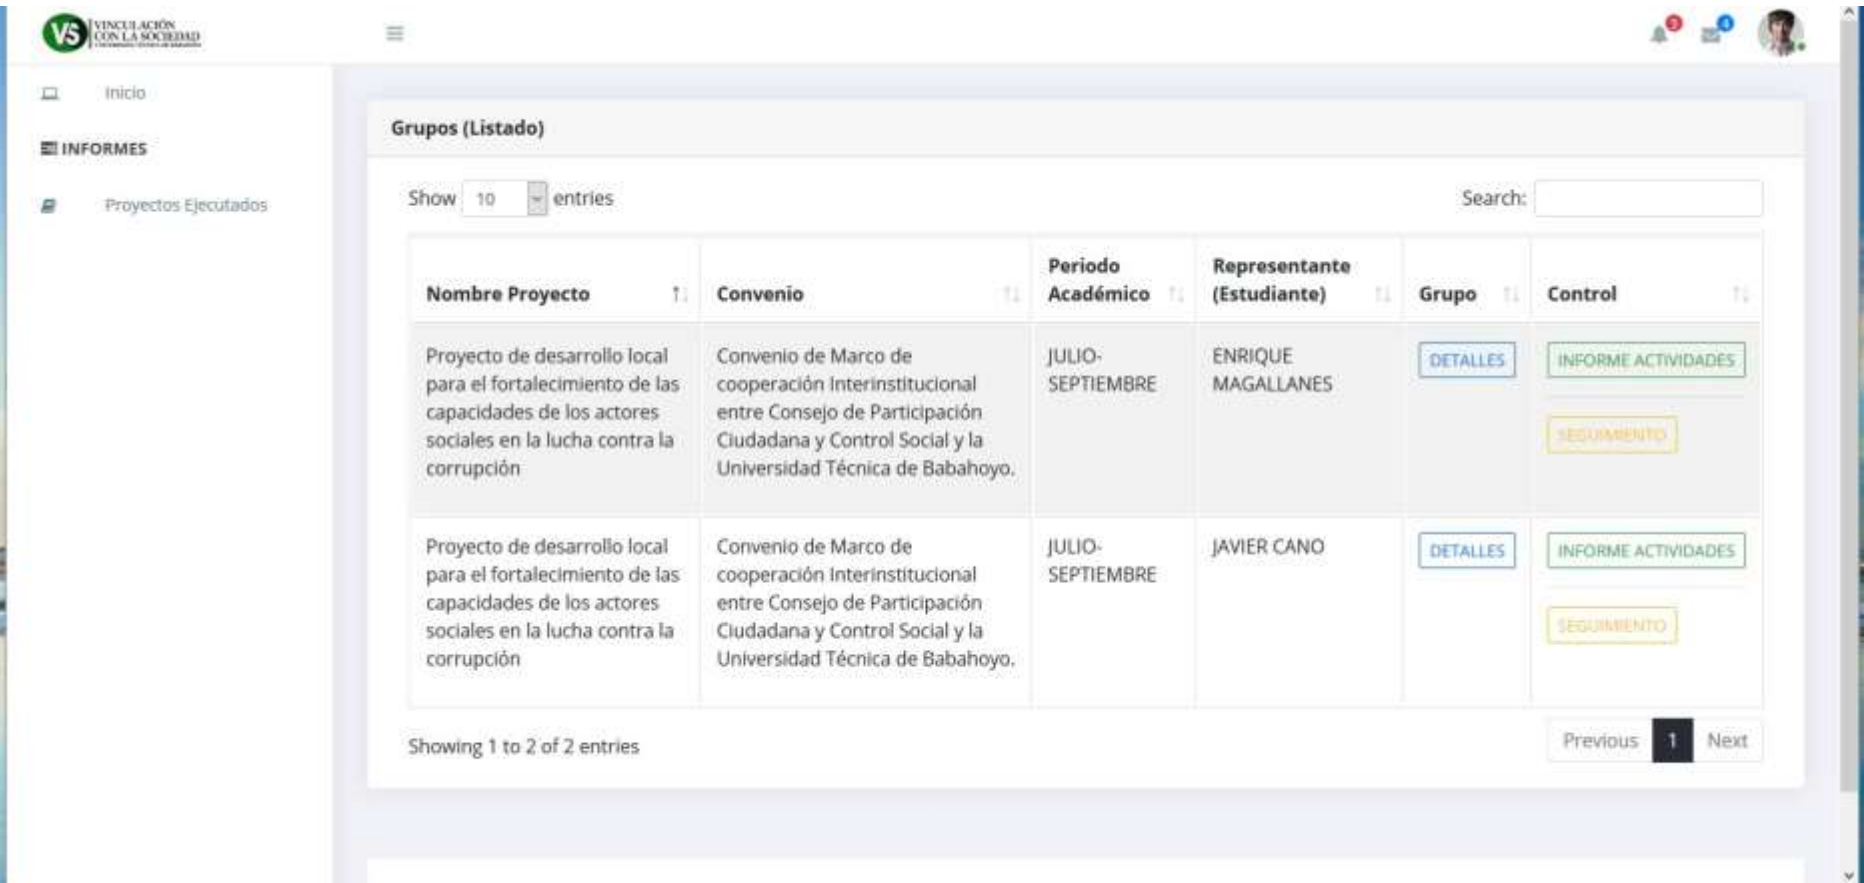 VS VINCULACIÓN
CON LA SOCIEDAD
3
4
Inicio
INFORMES
Proyectos Ejecutados
Grupos (Listado)
Show 10 entries
Search:
Nombre Proyecto
Convenio
Periodo
Académico
Representante
(Estudiante)
Grupo
Control
Proyecto de desarrollo local
para el fortalecimiento de las
capacidades de los actores
sociales en la lucha contra la
corrupción
Convenio de Marco de
cooperación Interinstitucional
entre Consejo de Participación
Ciudadana y Control Social y la
Universidad Técnica de Babahoyo.
JULIO-
SEPTIEMBRE
ENRIQUE
MAGALLANES
DETALLES
INFORME ACTIVIDADES
SEGUIMIENTO
Proyecto de desarrollo local
para el fortalecimiento de las
capacidades de los actores
sociales en la lucha contra la
corrupción
Convenio de Marco de
cooperación Interinstitucional
entre Consejo de Participación
Ciudadana y Control Social y la
Universidad Técnica de Babahoyo.
JULIO-
SEPTIEMBRE
JAVIER CANO
DETALLES
INFORME ACTIVIDADES
SEGUIMIENTO
Showing 1 to 2 of 2 entries
Previous 1 Next